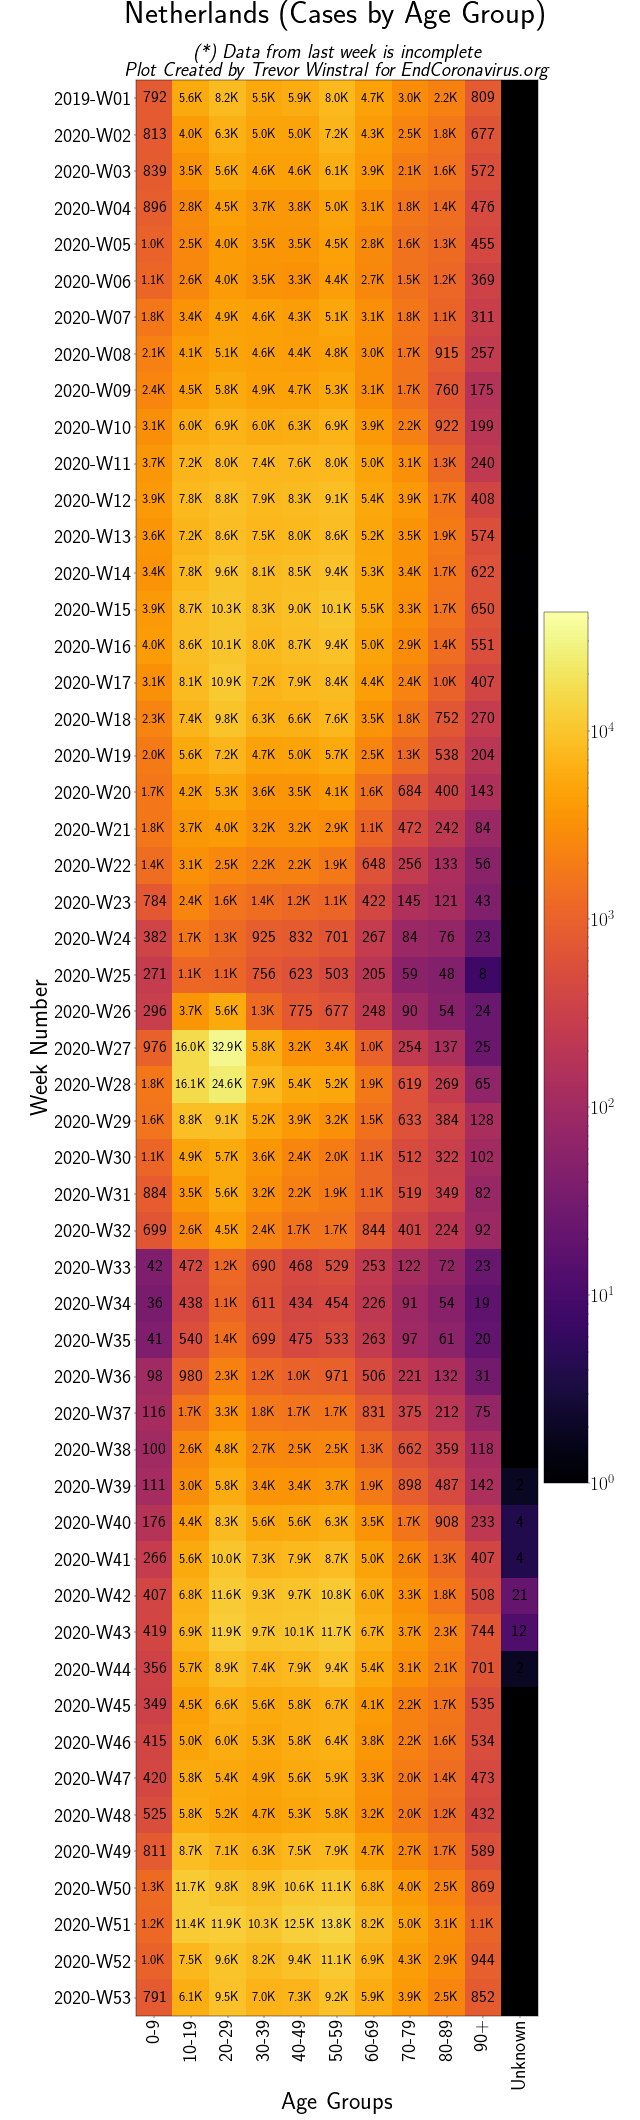 Netherlands (Cases by Age Group)
(*) Data from last week is incomplete
Plot Created by Trevor Winstral for EndCoronavirus.org
2019-W01 792 5.6K 8.2K 5.5K 5.9K 8.0K 4.7K 3.0K 2.2K 809
2020-W02 813 4.0K 6.3K 5.0K 5.0K 7.2K 4.3K 2.5K 1.8K 677
2020-W03 839 3.5K 5.6K 4.6K 4.6K 6.1K 3.9K 2.1K 1.6K 572
2020-W04 896 2.8K 4.5K 3.7K 3.8K 5.0K 3.1K 1.8K 1.4K 476
2020-W05 1.0K 2.5K 4.0K 3.5K 3.5K 4.5K 2.8K 1.6K 1.3K 455
2020-W06 1.1K 2.6K 4.0K 3.5K 3.3K 4.4K 2.7K 1.5K 1.2K 369
2020-W07 1.8K 3.4K 4.9K 4.6K 4.3K 5.1K 3.1K 1.8K 1.1K 311
2020-W08 2.1K 4.1K 5.1K 4.6K 4.4K 4.8K 3.0K 1.7K 915 257
2020-W09 2.4K 4.5K 5.8K 4.9K 4.7K 5.3K 3.1K 1.7K 760 175
2020-W10 3.1K 6.0K 6.9K 6.0K 6.3K 6.9K 3.9K 2.2K 922 199
2020-W11 3.7K 7.2K 8.0K 7.4K 7.6K 8.0K 5.0K 3.1K 1.3K 240
2020-W12 3.9K 7.8K 8.8K 7.9K 8.3K 9.1K 5.4K 3.9K 1.7K 408
2020-W13 3.6K 7.2K 8.6K 7.5K 8.0K 8.6K 5.2K 3.5K 1.9K 574
2020-W14 3.4K 7.8K 9.6K 8.1K 8.5K 9.4K 5.3K 3.4K 1.7K 622
2020-W15 3.9K 8.7K 10.3K 8.3K 9.0K 10.1K 5.5K 3.3K 1.7K 650
2020-W16 4.0K 8.6K 10.1K 8.0K 8.7K 9.4K 5.0K 2.9K 1.4K 551
2020-W17 3.1K 8.1K 10.9K 7.2K 7.9K 8.4K 4.4K 2.4K 1.0K 407
2020-W18 2.3K 7.4K 9.8K 6.3K 6.6K 7.6K 3.5K 1.8K 752 270
2020-W19 2.0K 5.6K 7.2K 4.7K 5.0K 5.7K 2.5K 1.3K 538 204
2020-W20 1.7K 4.2K 5.3K 3.6K 3.5K 4.1K 1.6K 684 400 143
2020-W21 1.8K 3.7K 4.0K 3.2K 3.2K 2.9K 1.1K 472 242 84
2020-W22 1.4K 3.1K 2.5K 2.2K 2.2K 1.9K 648 256 133 56
2020-W23 784 2.4K 1.6K 1.4K 1.2K 1.1K 422 145 121 43
2020-W24 382 1.7K 1.3K 925 832 701 267 84 76 23
2020-W25 271 1.1K 1.1K 756 623 503 205 59 48 8
2020-W26 296 3.7K 5.6K 1.3K 775 677 248 90 54 24
2020-W27 976 16.0K 32.9K 5.8K 3.2K 3.4K 1.0K 254 137 25
2020-W28 1.8K 16.1K 24.6K 7.9K 5.4K 5.2K 1.9K 619 269 65
2020-W29 1.6K 8.8K 9.1K 5.2K 3.9K 3.2K 1.5K 633 384 128
2020-W30 1.1K 4.9K 5.7K 3.6K 2.4K 2.0K 1.1K 512 322 102
2020-W31 884 3.5K 5.6K 3.2K 2.2K 1.9K 1.1K 519 349 82
2020-W32 699 2.6K 4.5K 2.4K 1.7K 1.7K 844 401 224 92
2020-W33 42 472 1.2K 690 468 529 253 122 72 23
2020-W34 36 438 1.1K 611 434 454 226 91 54 19
2020-W35 41 540 1.4K 699 475 533 263 97 61 20
2020-W36 98 980 2.3K 1.2K 1.0K 971 506 221 132 31
2020-W37 116 1.7K 3.3K 1.8K 1.7K 1.7K 831 375 212 75
2020-W38 100 2.6K 4.8K 2.7K 2.5K 2.5K 1.3K 662 359 118
2020-W39 111 3.0K 5.8K 3.4K 3.4K 3.7K 1.9K 898 487 142 2
2020-W40 176 4.4K 8.3K 5.6K 5.6K 6.3K 3.5K 1.7K 908 233 4
2020-W41 266 5.6K 10.0K 7.3K 7.9K 8.7K 5.0K 2.6K 1.3K 407 4
2020-W42 407 6.8K 11.6K 9.3K 9.7K 10.8K 6.0K 3.3K 1.8K 508 21
2020-W43 419 6.9K 11.9K 9.7K 10.1K 11.7K 6.7K 3.7K 2.3K 744 12
2020-W44 356 5.7K 8.9K 7.4K 7.9K 9.4K 5.4K 3.1K 2.1K 701 2
2020-W45 349 4.5K 6.6K 5.6K 5.8K 6.7K 4.1K 2.2K 1.7K 535
2020-W46 415 5.0K 6.0K 5.3K 5.8K 6.4K 3.8K 2.2K 1.6K 534
2020-W47 420 5.8K 5.4K 4.9K 5.6K 5.9K 3.3K 2.0K 1.4K 473
2020-W48 525 5.8K 5.2K 4.7K 5.3K 5.8K 3.2K 2.0K 1.2K 432
2020-W49 811 8.7K 7.1K 6.3K 7.5K 7.9K 4.7K 2.7K 1.7K 589
2020-W50 1.3K 11.7K 9.8K 8.9K 10.6K 11.1K 6.8K 4.0K 2.5K 869
2020-W51 1.2K 11.4K 11.9K 10.3K 12.5K 13.8K 8.2K 5.0K 3.1K 1.1K
2020-W52 1.0K 7.5K 9.6K 8.2K 9.4K 11.1K 6.9K 4.3K 2.9K 944
2020-W53 791 6.1K 9.5K 7.0K 7.3K 9.2K 5.9K 3.9K 2.5K 852
0-9 10-19 20-29 30-39 40-49 50-59 60-69 70-79 80-89 90+ Unknown
Age Groups
Week Number
10⁴
10³
10²
10¹
10⁰